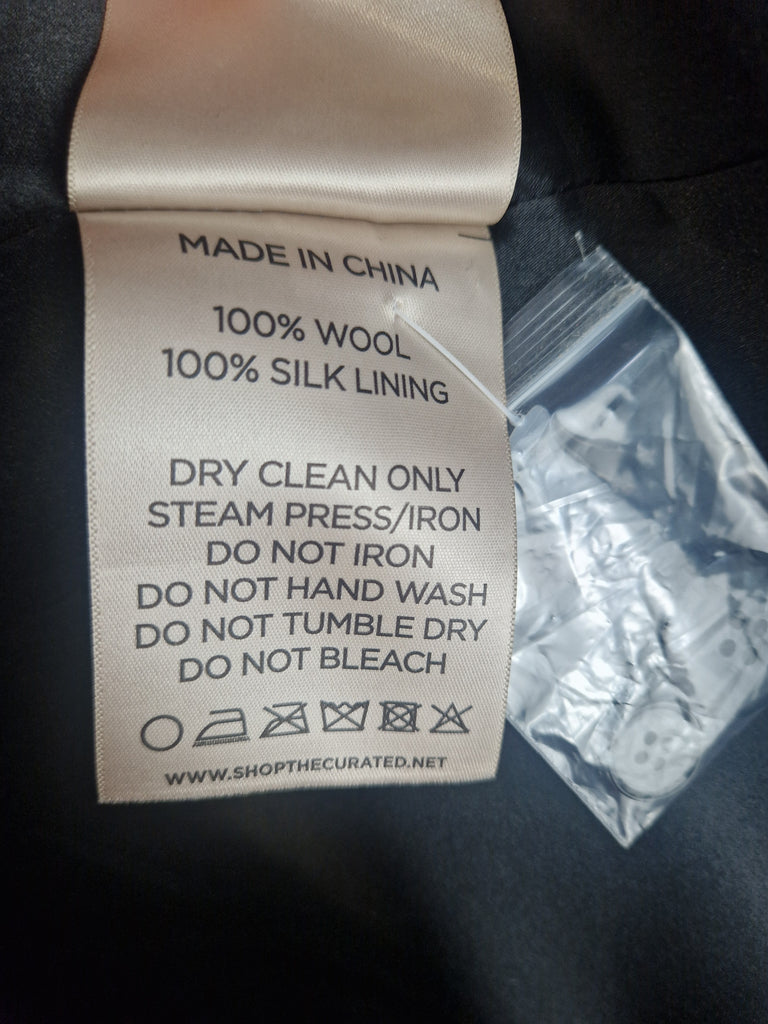 MADE IN CHINA
100% WOOL
100% SILK LINING
DRY CLEAN ONLY
STEAM PRESS/IRON
DO NOT IRON
DO NOT HAND WASH
DO NOT TUMBLE DRY
DO NOT BLEACH
WWW.SHOPTHECURATED.NET